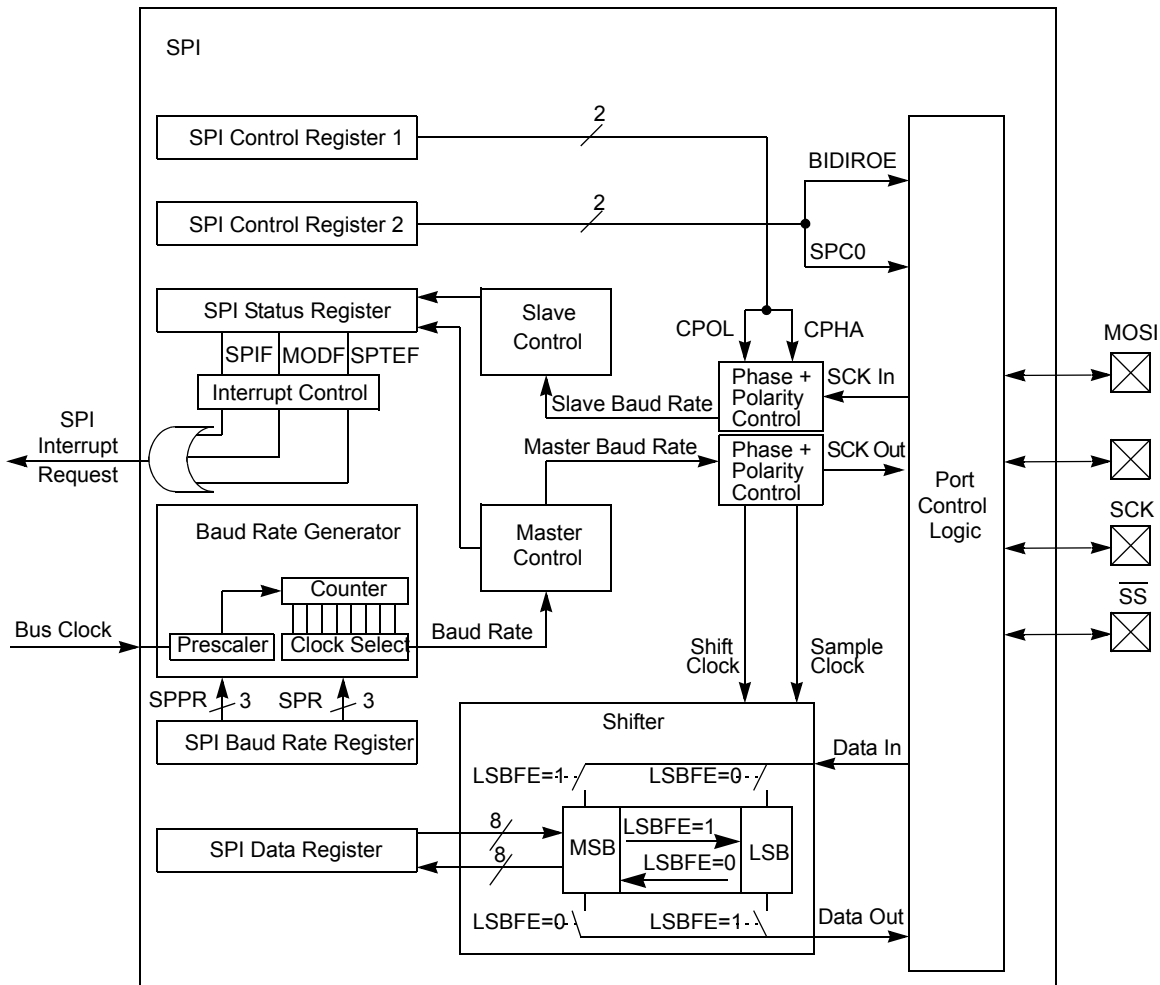 SPI
SPI Control Register 1
2
BIDIROE
SPI Control Register 2
2
SPC0
SPI Status Register
Slave
Control
CPOL
CPHA
MOSI
SPIF
MODF
SPTEF
Interrupt Control
Phase +
Polarity
Control
SCK In
Slave Baud Rate
SPI
Interrupt
Request
Master Baud Rate
Phase +
Polarity
Control
SCK Out
Port
Control
Logic
SCK
Baud Rate Generator
Master
Control
Counter
SS
Bus Clock
Prescaler
Clock Select
Baud Rate
Shift
Clock
Sample
Clock
SPPR
3
SPR
3
SPI Baud Rate Register
Shifter
Data In
LSBFE=1
LSBFE=0
SPI Data Register
8
8
MSB
LSBFE=1
LSBFE=0
LSB
LSBFE=0
LSBFE=1
Data Out